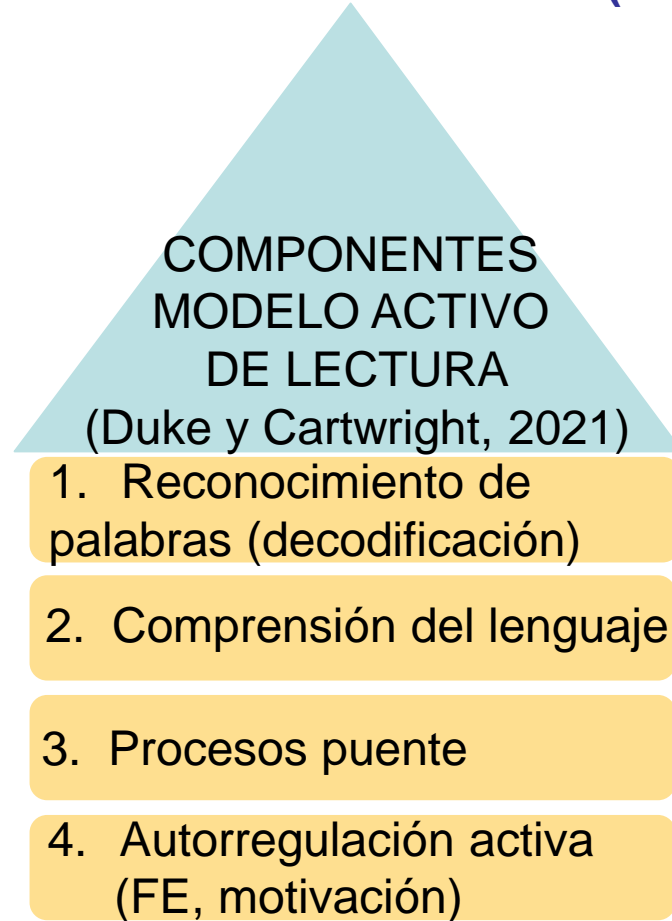 COMPONENTES
MODELO ACTIVO
DE LECTURA
(Duke y Cartwright, 2021)
1. Reconocimiento de
palabras (decodificación)
2. Comprensión del lenguaje
3. Procesos puente
4. Autorregulación activa
(FE, motivación)